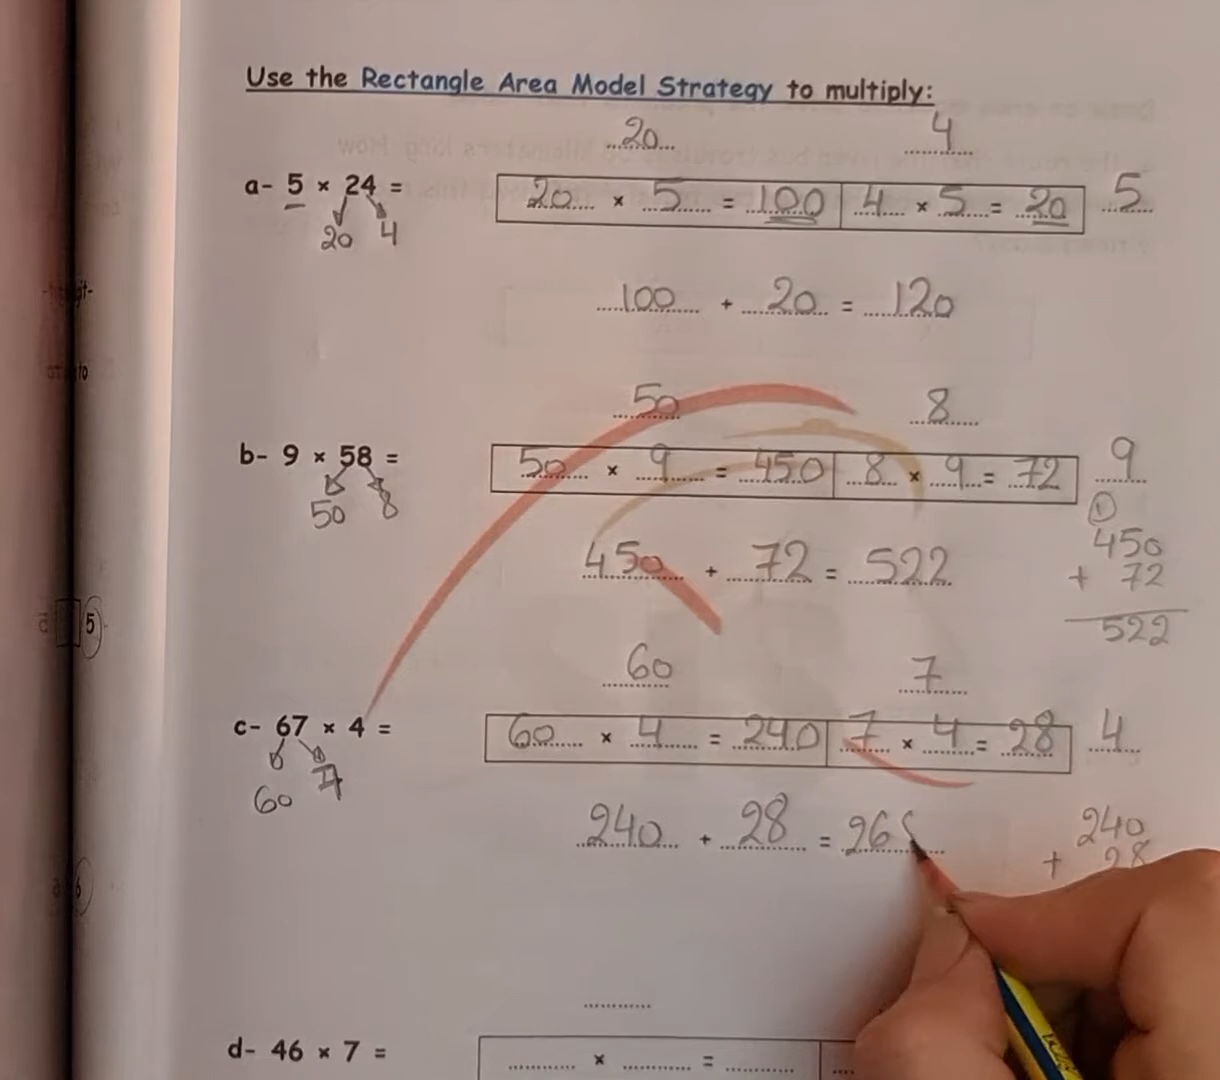 Use the Rectangle Area Model Strategy to multiply:
20 4
a- 5 × 24 = 20 × 5 = 100 4 × 5 = 20 5
20 4
100 + 20 = 120
50 8
b- 9 × 58 = 50 × 9 = 450 8 × 9 = 72 9
50 8
1
450 + 72 = 522
450
+ 72
522
60 7
c- 67 × 4 = 60 × 4 = 240 7 × 4 = 28 4
60 7
240 + 28 = 268
240
+ 28
d- 46 × 7 = × =
5